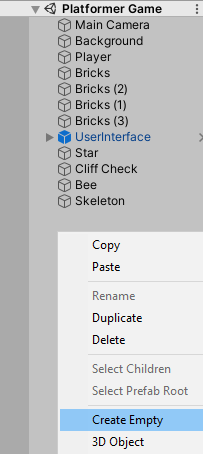 Platformer Game
Main Camera
Background
Player
Bricks
Bricks (2)
Bricks (1)
Bricks (3)
UserInterface
Star
Cliff Check
Bee
Skeleton
Copy
Paste
Rename
Duplicate
Delete
Select Children
Select Prefab Root
Create Empty
3D Object